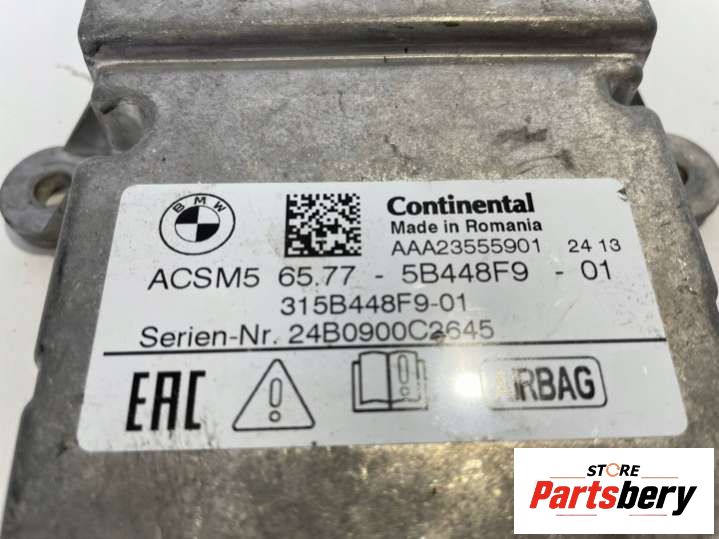 BMW
Continental
Made in Romania
AAA23555901 24 13
ACSM5 65.77 - 5B448F9 - 01
315B448F9-01
Serien-Nr. 24B0900C2645
EAC
AIRBAG
STORE
Partsbery